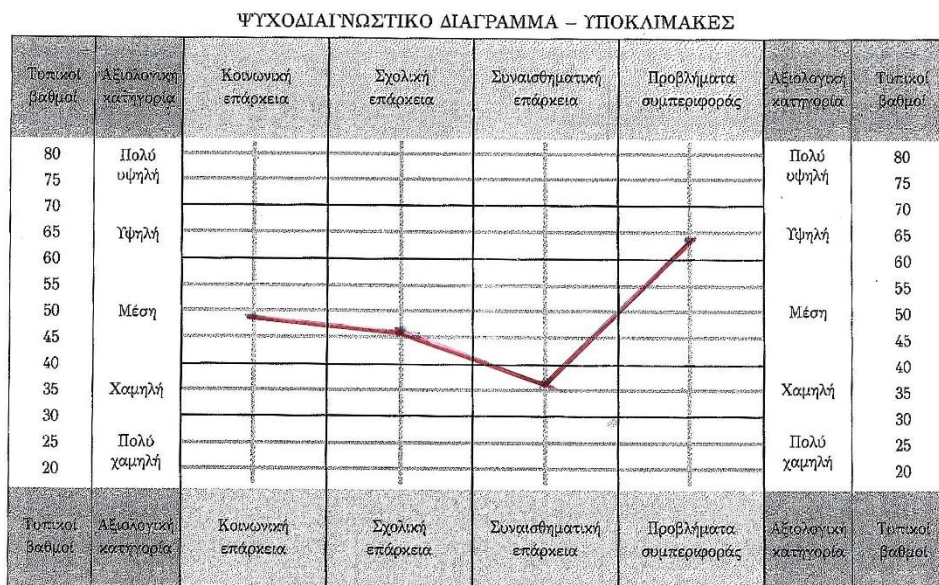 ΨΥΧΟΔΙΑΓΝΩΣΤΙΚΟ ΔΙΑΓΡΑΜΜΑ – ΥΠΟΚΛΙΜΑΚΕΣ
Τυπικοί βαθμοί
Αξιολογική κατηγορία
Κοινωνική επάρκεια
Σχολική επάρκεια
Συναισθηματική επάρκεια
Προβλήματα συμπεριφοράς
Αξιολογική κατηγορία
Τυπικοί βαθμοί
80 Πολύ Πολύ 80
75 υψηλή υψηλή 75
70 70
65 Υψηλή Υψηλή 65
60 60
55 55
50 Μέση Μέση 50
45 45
40 40
35 Χαμηλή Χαμηλή 35
30 30
25 Πολύ Πολύ 25
20 χαμηλή χαμηλή 20
Τυπικοί βαθμοί
Αξιολογική κατηγορία
Κοινωνική επάρκεια
Σχολική επάρκεια
Συναισθηματική επάρκεια
Προβλήματα συμπεριφοράς
Αξιολογική κατηγορία
Τυπικοί βαθμοί